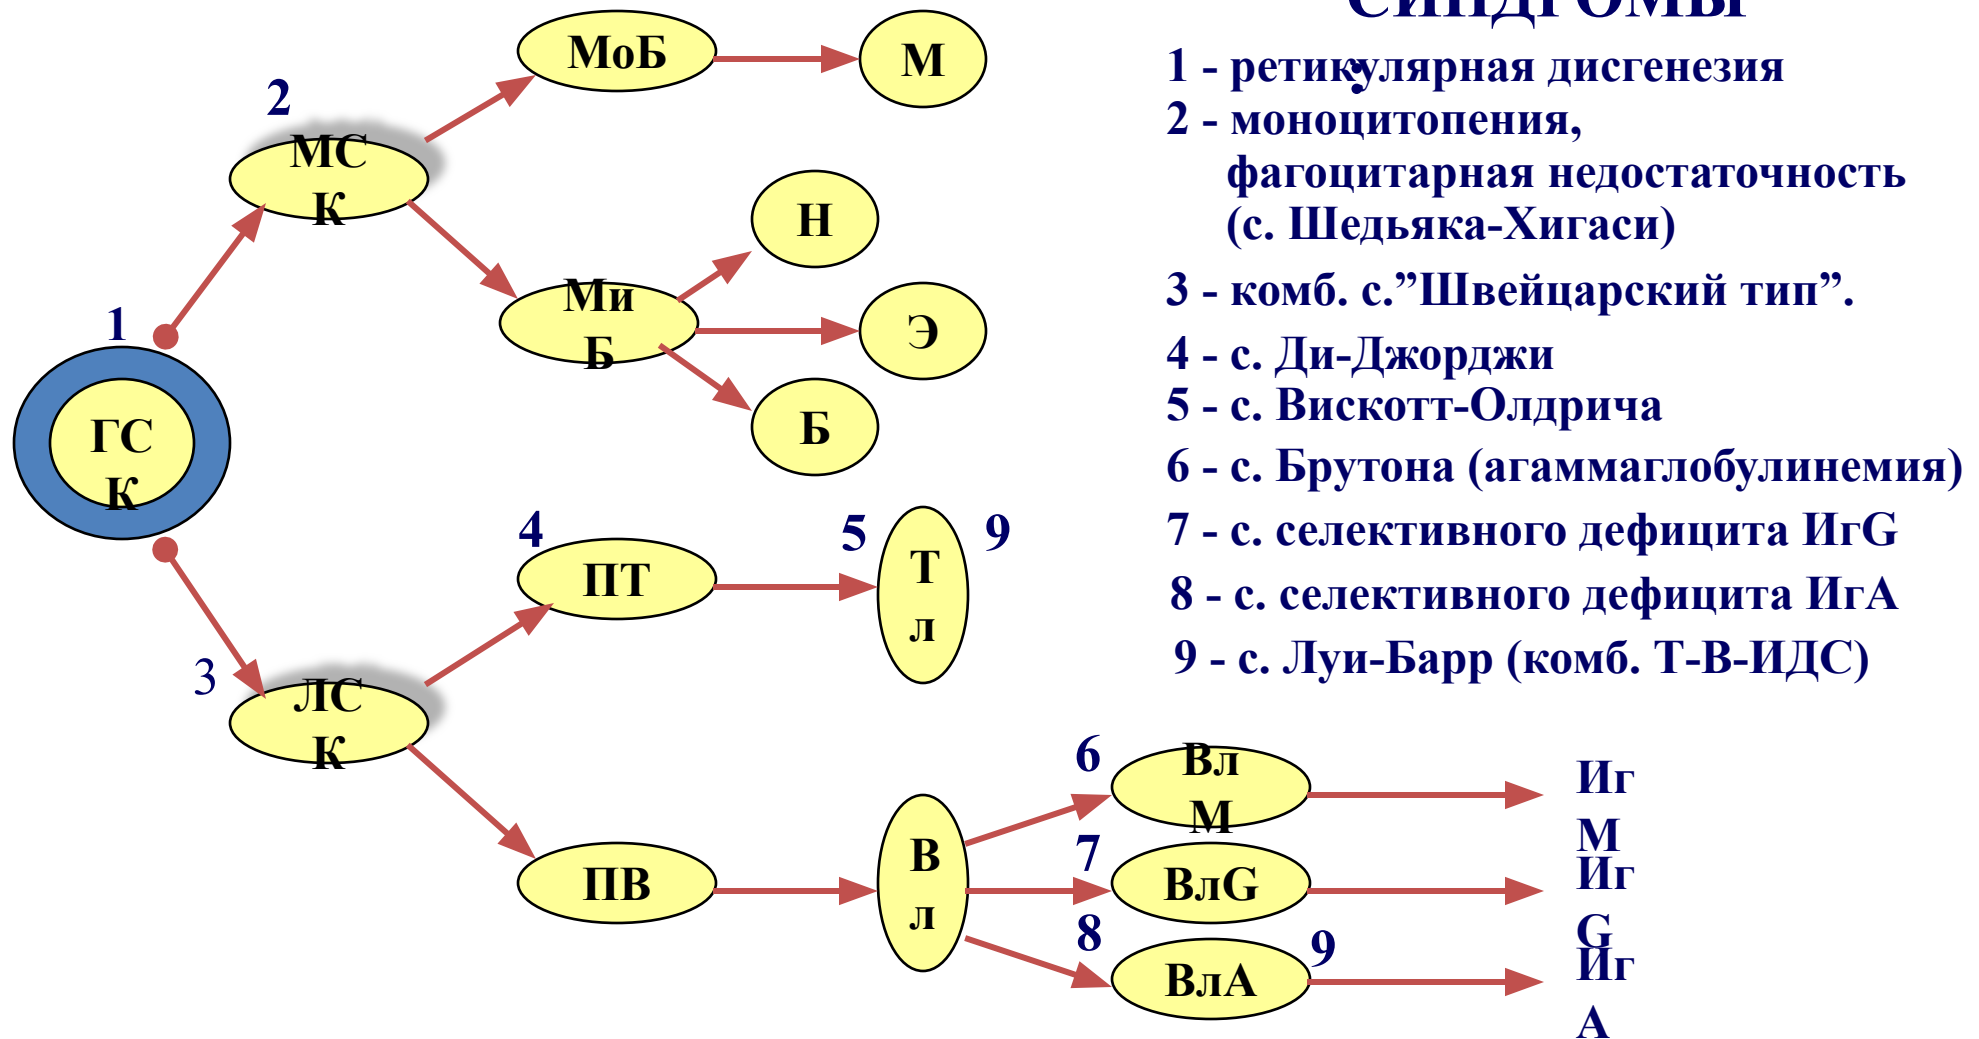 СИНДРОМЫ
:
1 - ретикулярная дисгенезия
2 - моноцитопения,
фагоцитарная недостаточность
(с. Шедьяка-Хигаси)
3 - комб. с.”Швейцарский тип”.
4 - с. Ди-Джорджи
5 - с. Вискотт-Олдрича
6 - с. Брутона (агаммаглобулинемия)
7 - с. селективного дефицита ИгG
8 - с. селективного дефицита ИгА
9 - с. Луи-Барр (комб. Т-В-ИДС)
МоБ
М
2
МС
К
Н
Ми
Б
Э
Б
1
ГС
К
4
ПТ
5
Т
л
9
3
ЛС
К
ПВ
В
л
6
Вл
М
Иг
М
7
ВлG
Иг
G
8
ВлА
9
Иг
А